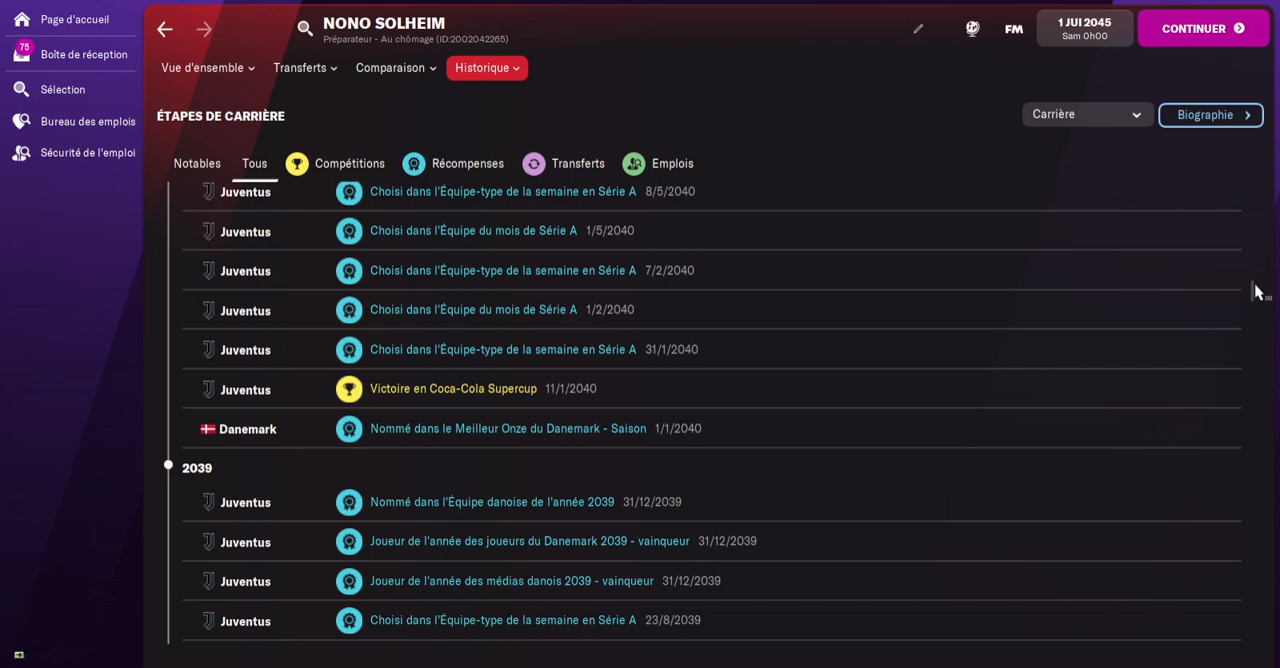 Page d'accueil
75
Boîte de réception
Sélection
Bureau des emplois
Sécurité de l'emploi
NONO SOLHEIM
Préparateur - Au chômage (ID:2002042265)
FM
1 JUI 2045
Sam 0h00
CONTINUER
Vue d'ensemble
Transferts
Comparaison
Historique
ÉTAPES DE CARRIÈRE
Carrière
Biographie
Notables
Tous
Compétitions
Récompenses
Transferts
Emplois
Juventus Choisi dans l'Équipe-type de la semaine en Série A 8/5/2040
Juventus Choisi dans l'Équipe du mois de Série A 1/5/2040
Juventus Choisi dans l'Équipe-type de la semaine en Série A 7/2/2040
Juventus Choisi dans l'Équipe du mois de Série A 1/2/2040
Juventus Choisi dans l'Équipe-type de la semaine en Série A 31/1/2040
Juventus Victoire en Coca-Cola Supercup 11/1/2040
Danemark Nommé dans le Meilleur Onze du Danemark - Saison 1/1/2040
2039
Juventus Nommé dans l'Équipe danoise de l'année 2039 31/12/2039
Juventus Joueur de l'année des joueurs du Danemark 2039 - vainqueur 31/12/2039
Juventus Joueur de l'année des médias danois 2039 - vainqueur 31/12/2039
Juventus Choisi dans l'Équipe-type de la semaine en Série A 23/8/2039